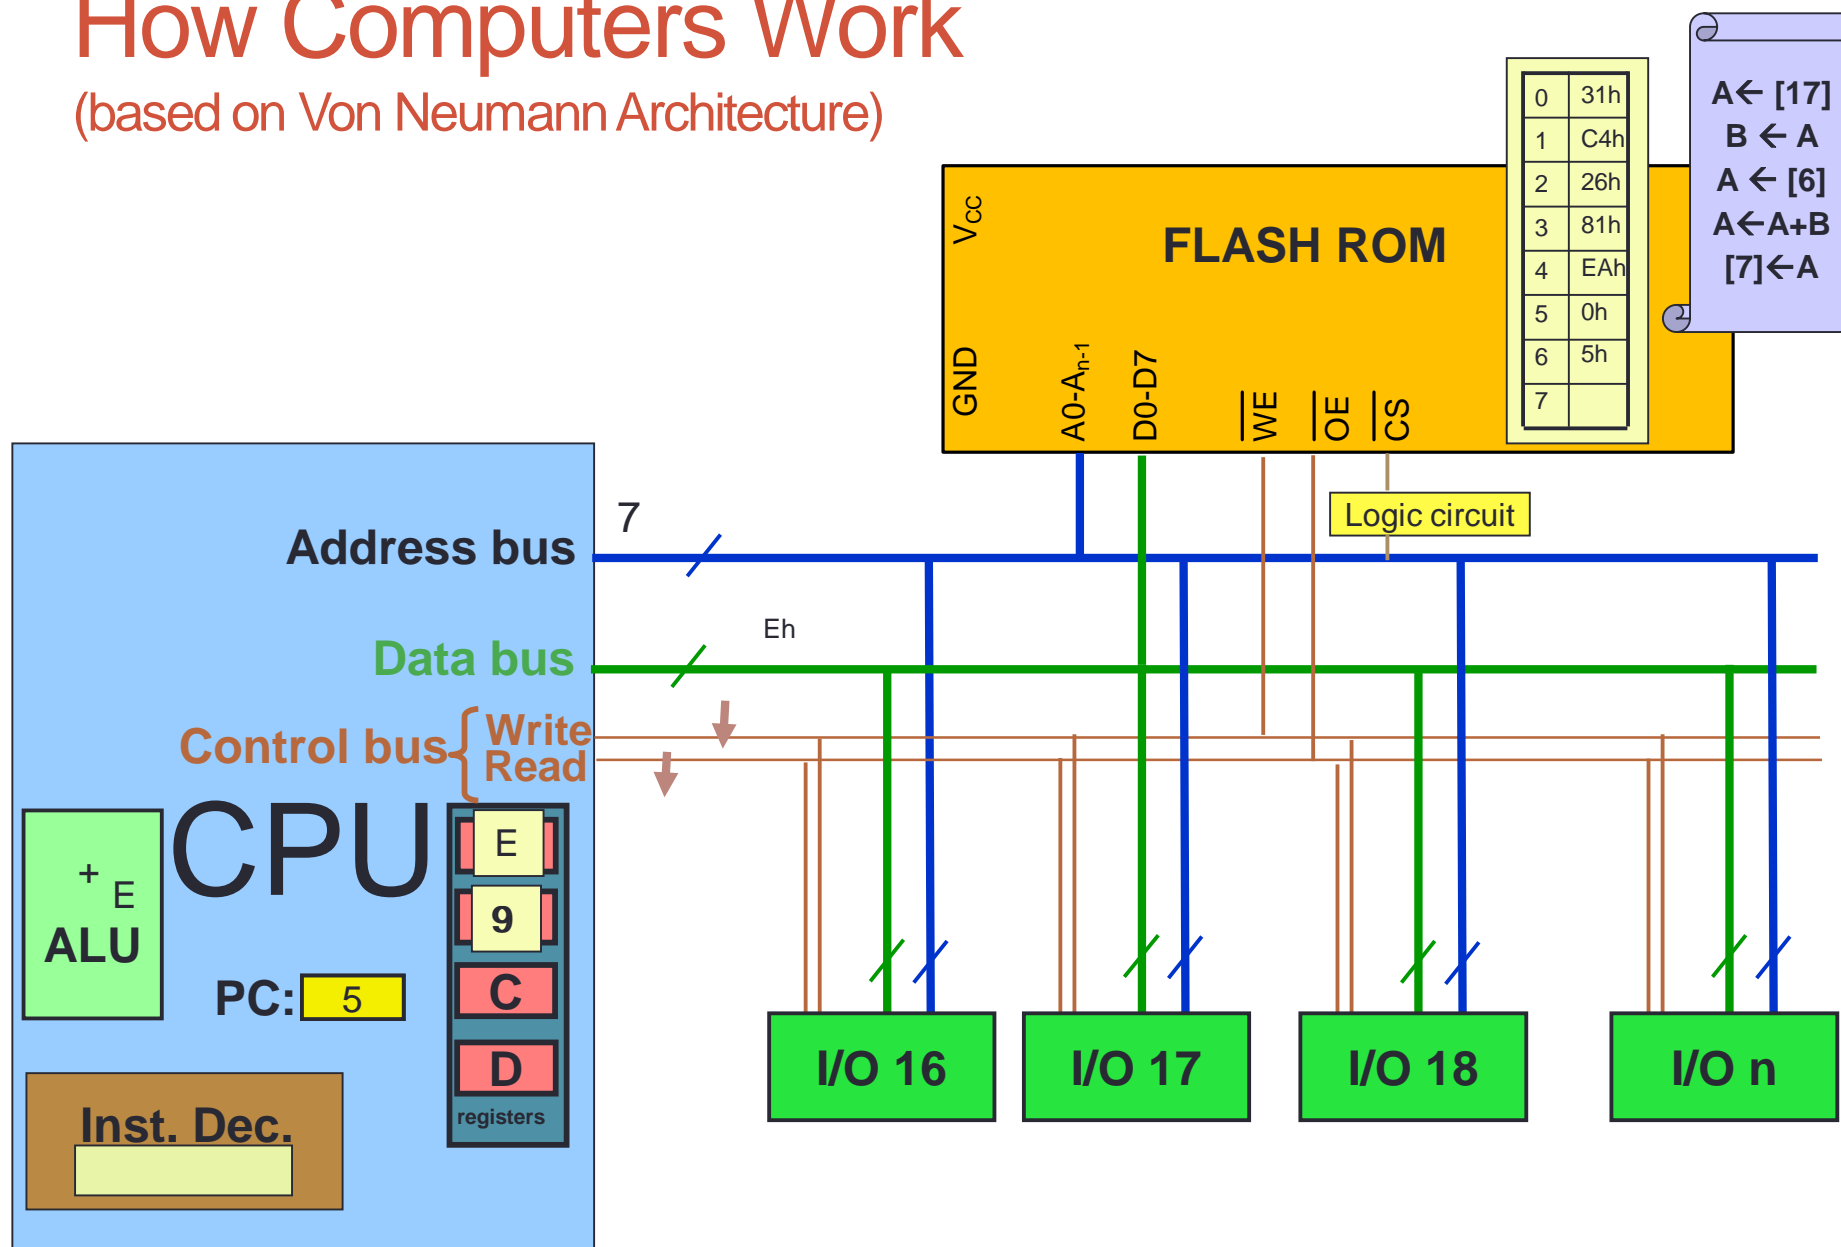 How Computers Work
(based on Von Neumann Architecture)
A← [17]
B ← A
A ← [6]
A←A+B
[7]←A
0 31h
1 C4h
2 26h
3 81h
4 EAh
5 0h
6 5h
7
VCC
FLASH ROM
GND
A0-An-1
D0-D7
WE
OE
CS
Logic circuit
7
Address bus
Eh
Data bus
Control bus
Write
Read
CPU
+
E
ALU
PC: 5
E
9
C
D
registers
Inst. Dec.
I/O 16
I/O 17
I/O 18
I/O n